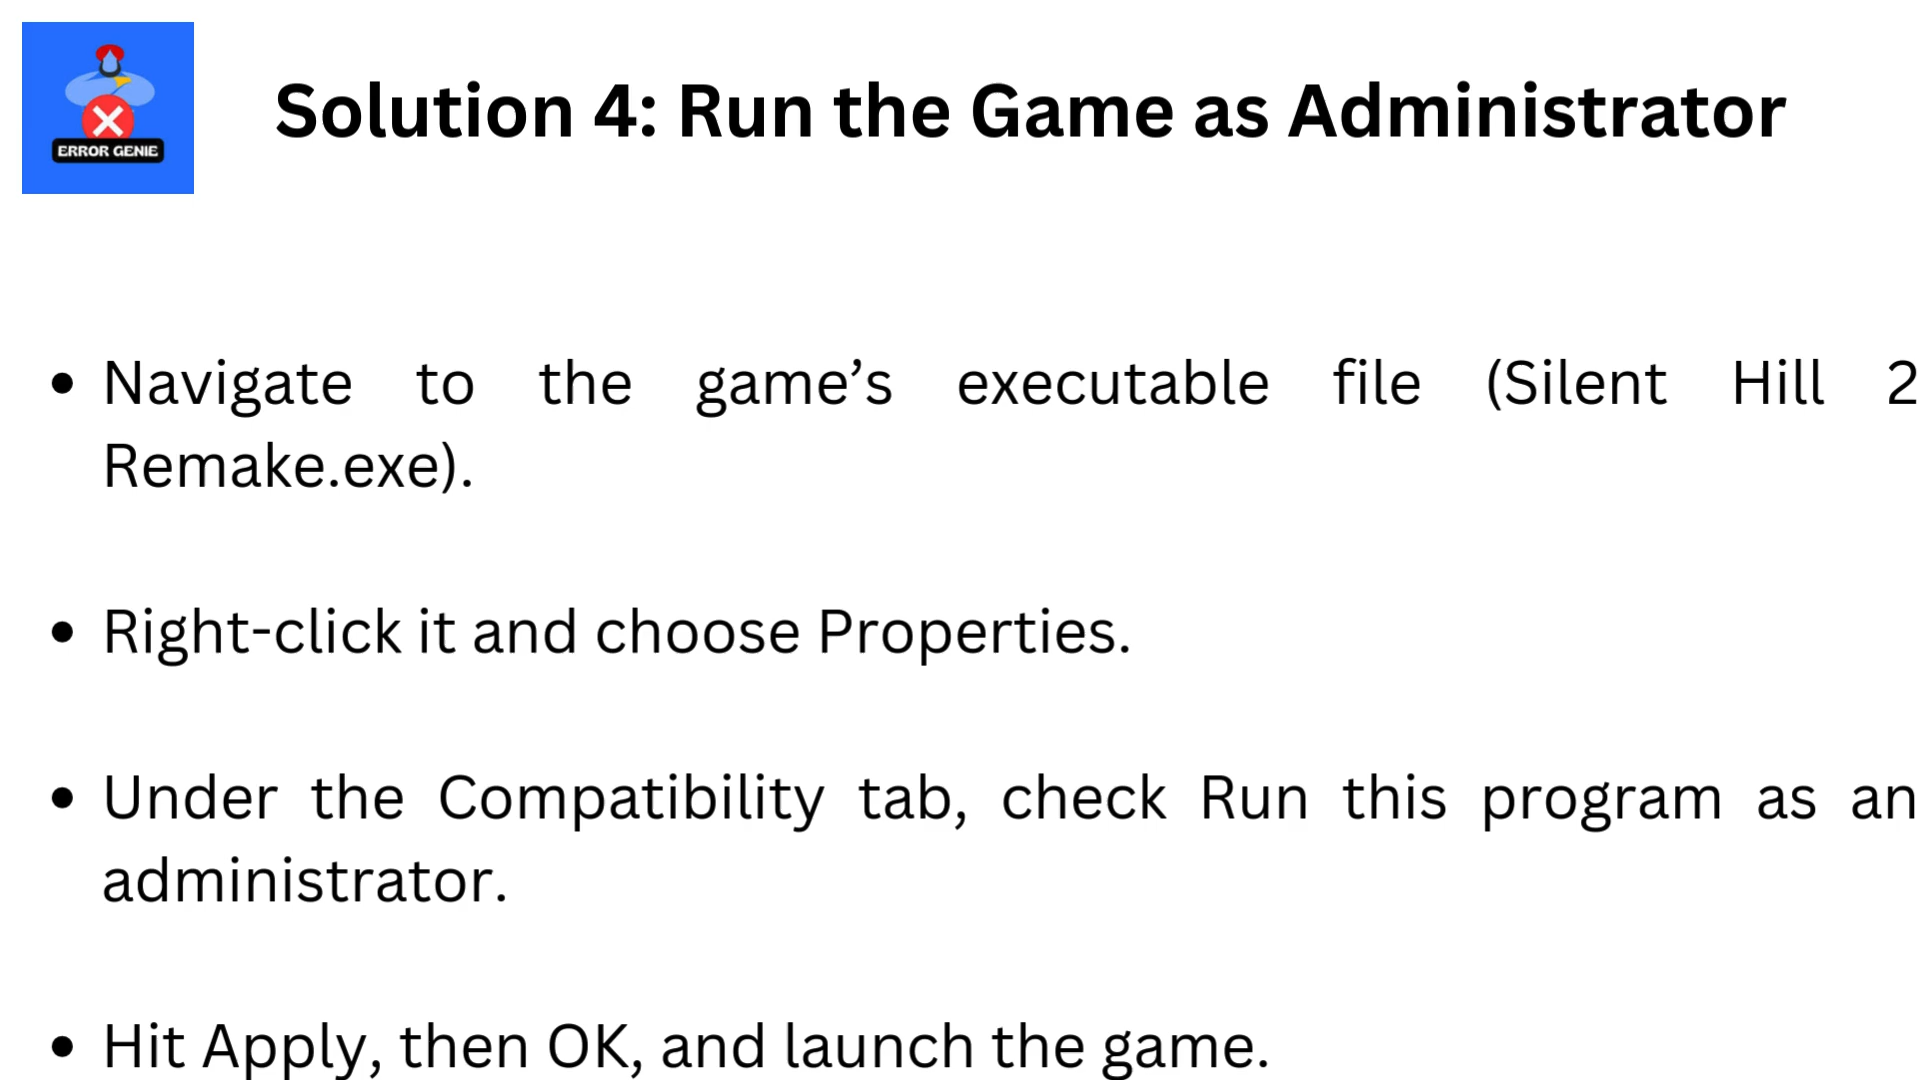 ERROR GENIE
Solution 4: Run the Game as Administrator
• Navigate to the game’s executable file (Silent Hill 2
Remake.exe).
• Right-click it and choose Properties.
• Under the Compatibility tab, check Run this program as an
administrator.
• Hit Apply, then OK, and launch the game.